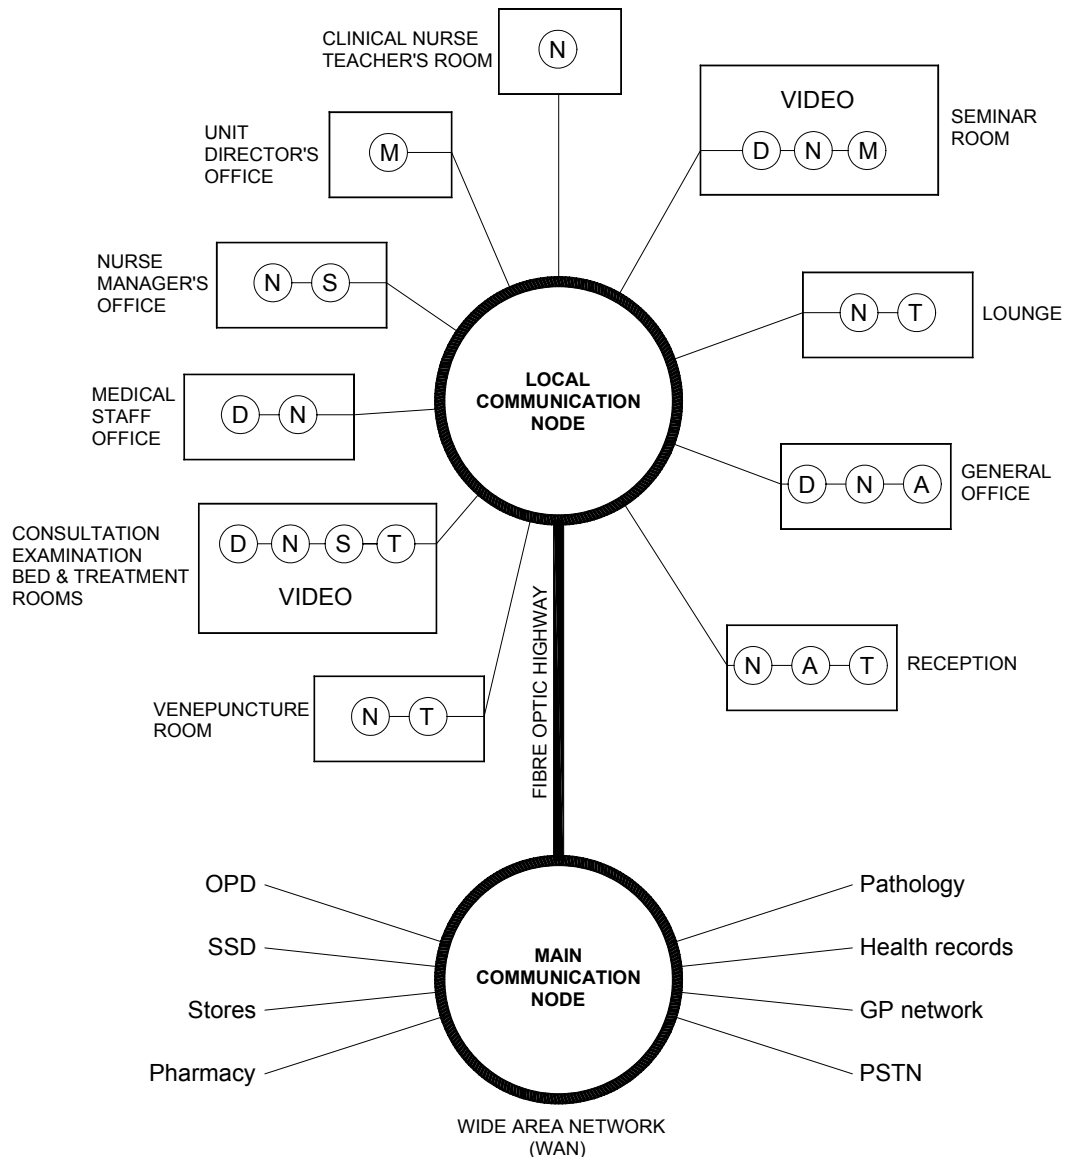 CLINICAL NURSE
TEACHER'S ROOM
N
UNIT
DIRECTOR'S
OFFICE
M
VIDEO
D N M
SEMINAR
ROOM
NURSE
MANAGER'S
OFFICE
N S
N T
LOUNGE
MEDICAL
STAFF
OFFICE
D N
LOCAL
COMMUNICATION
NODE
D N A
GENERAL
OFFICE
CONSULTATION
EXAMINATION
BED & TREATMENT
ROOMS
D N S T
VIDEO
FIBRE OPTIC HIGHWAY
N A T
RECEPTION
VENEPUNCTURE
ROOM
N T
OPD
SSD
Stores
Pharmacy
MAIN
COMMUNICATION
NODE
Pathology
Health records
GP network
PSTN
WIDE AREA NETWORK
(WAN)